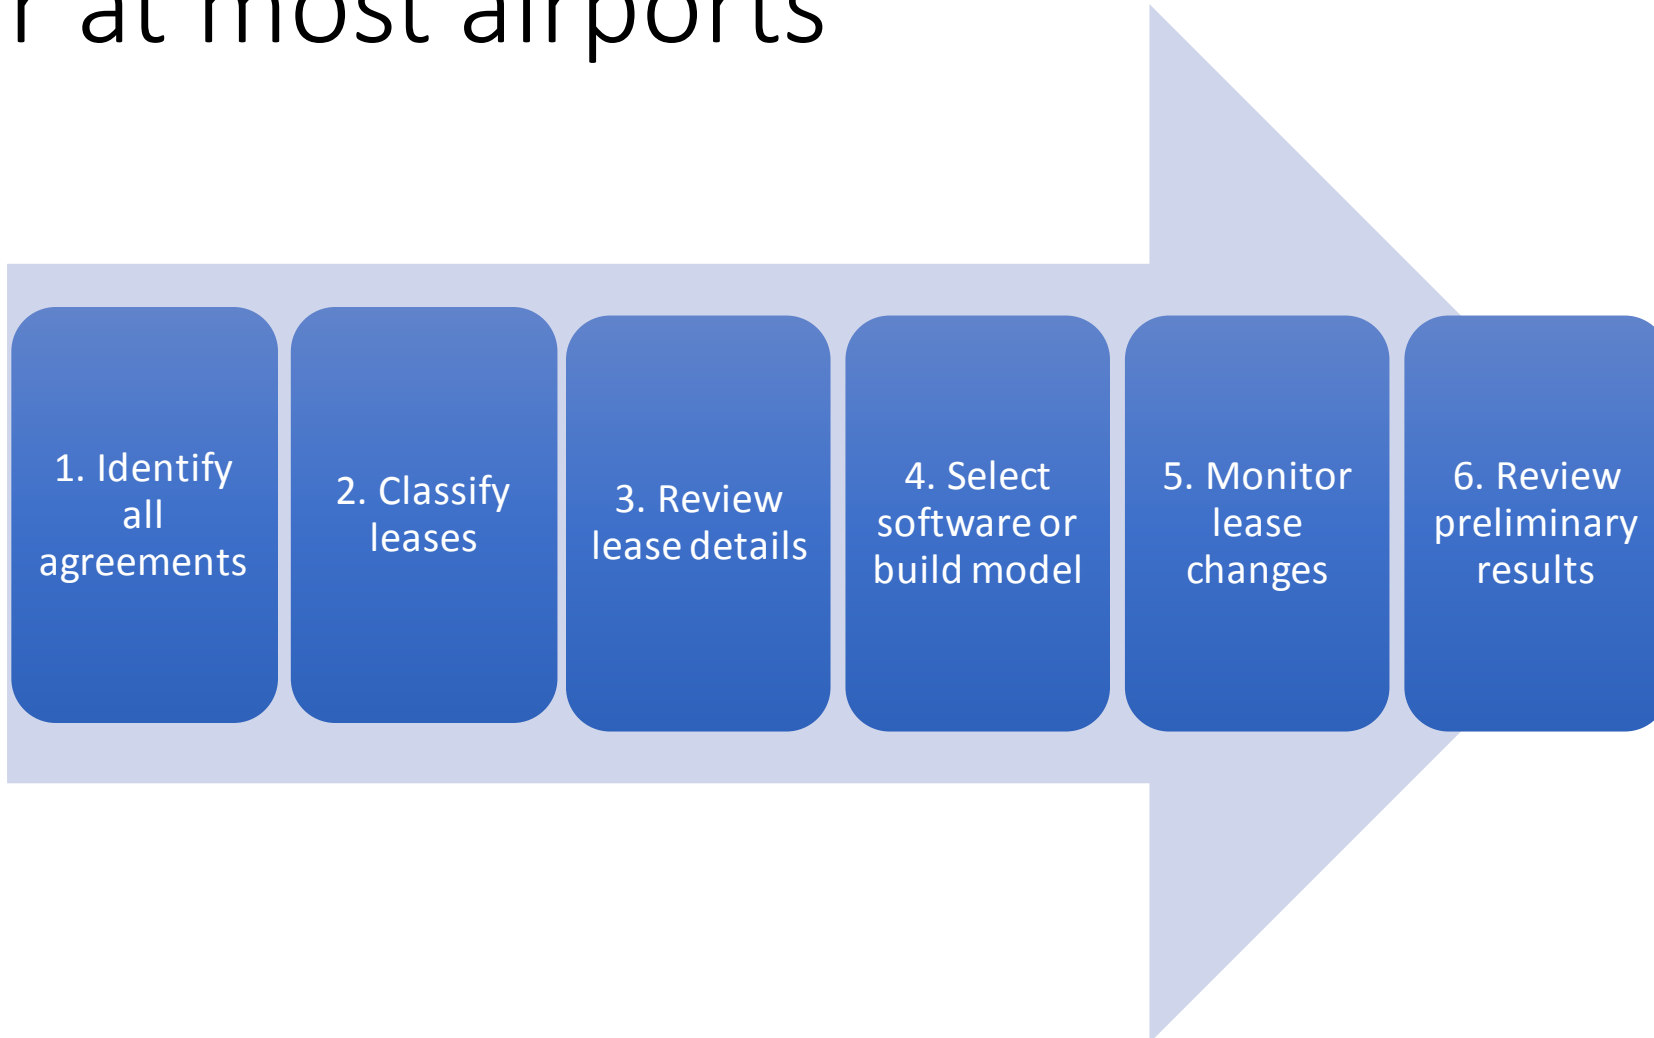 r at most airports
1. Identify
all
agreements
2. Classify
leases
3. Review
lease details
4. Select
software or
build model
5. Monitor
lease
changes
6. Review
preliminary
results